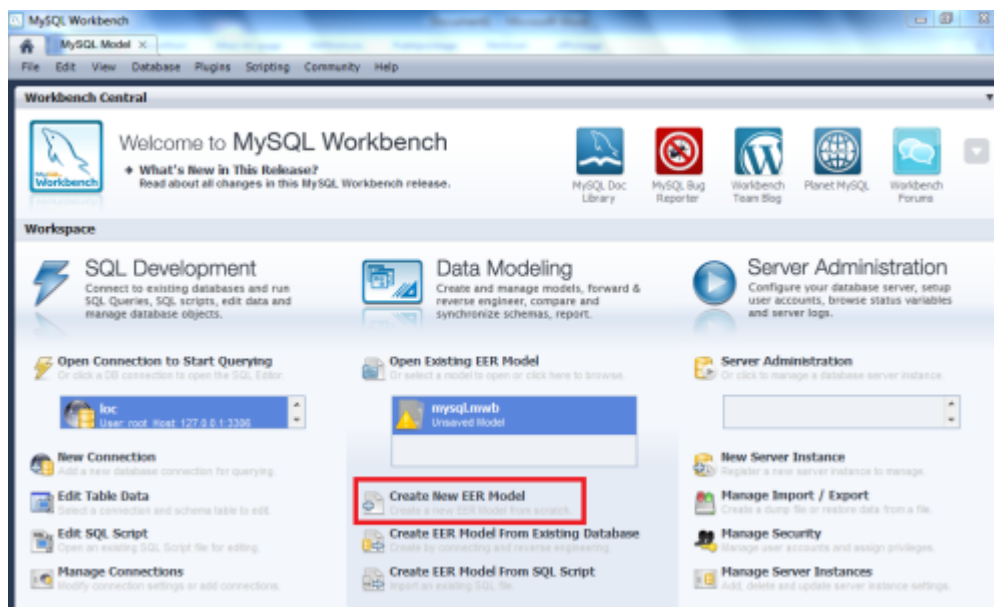 MySQL Workbench
MySQL Model
File Edit View Database Plugins Scripting Community Help
Workbench Central
MySQL Workbench
Welcome to MySQL Workbench
What's New in This Release?
Read about all changes in this MySQL Workbench release.
MySQL Doc Library
MySQL Bug Reporter
Workbench Team Blog
Planet MySQL
Workbench Forums
Workspace
SQL Development
Connect to existing databases and run
SQL Queries, SQL scripts, edit data and
manage database objects.
Open Connection to Start Querying
Or click a DB connection to open the SQL Editor.
loc
User: root Host: 127.0.0.1:3306
New Connection
Add a new database connection for querying.
Edit Table Data
Select a connection and schema table to edit.
Edit SQL Script
Open an existing SQL Script file for editing.
Manage Connections
Modify connection settings or add connections.
Data Modeling
Create and manage models, forward &
reverse engineer, compare and
synchronize schemas, report.
Open Existing EER Model
Or select a model to open or click here to browse.
mysql.mwb
Unsaved Model
Create New EER Model
Create a new EER Model from scratch.
Create EER Model From Existing Database
Create by connecting and reverse engineering.
Create EER Model From SQL Script
Import an existing SQL file.
Server Administration
Configure your database server, setup
user accounts, browse status variables
and server logs.
Server Administration
Or click to manage a database server instance.
New Server Instance
Register a new server instance to manage.
Manage Import / Export
Create a dump file or restore data from a file.
Manage Security
Manage user accounts and assign privileges.
Manage Server Instances
Add, delete and update server instance settings.